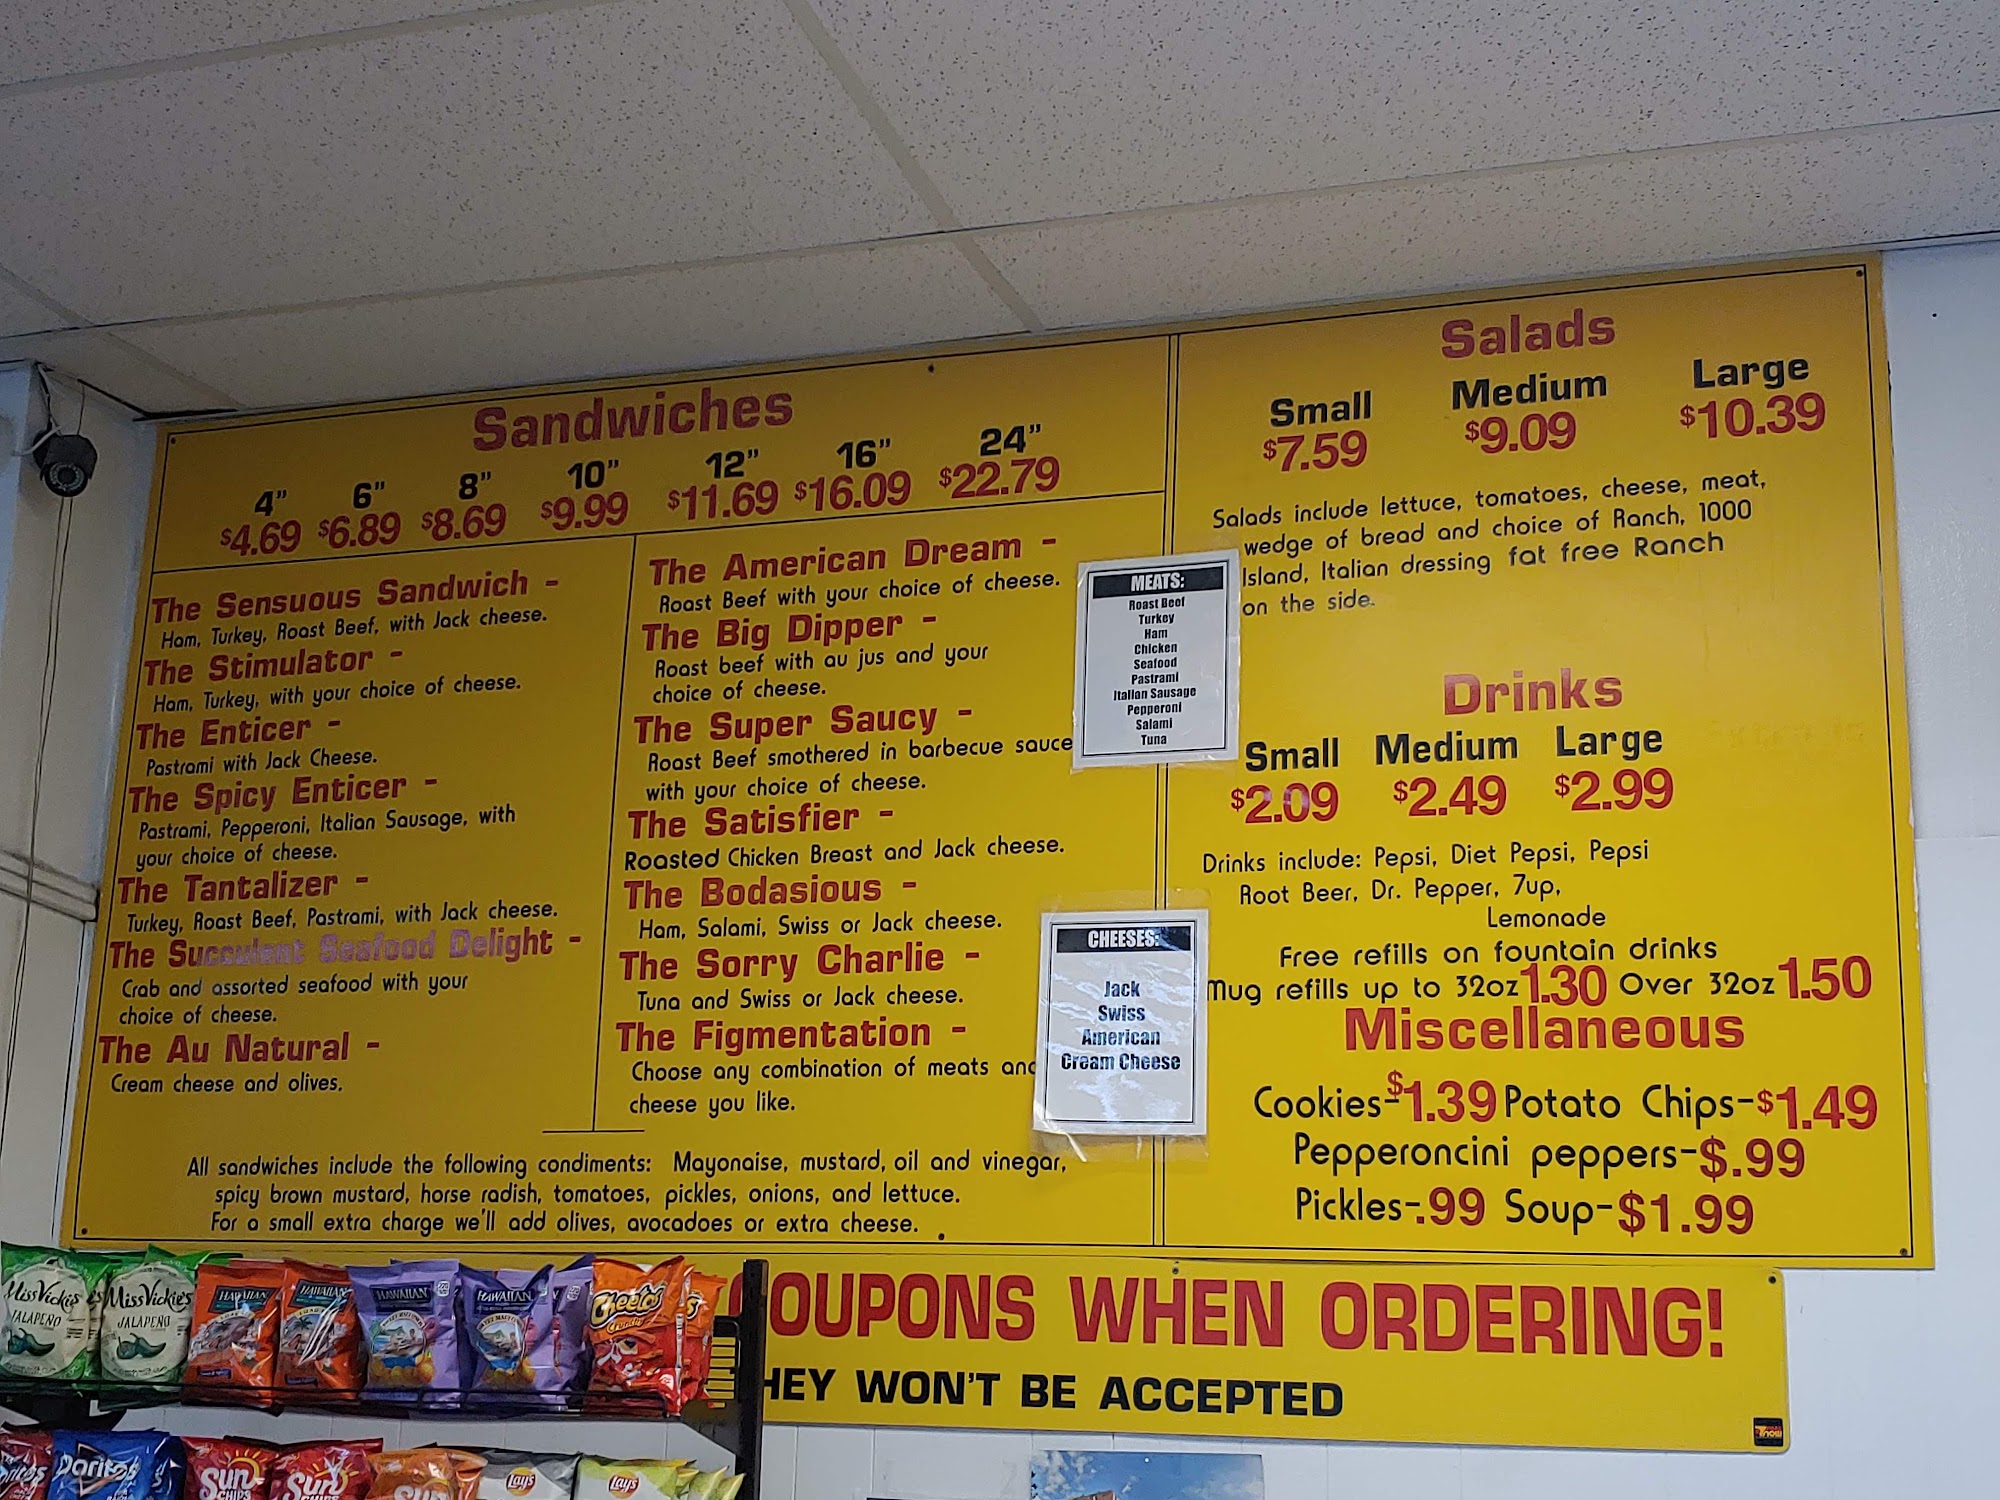 Sandwiches
4" 6" 8" 10" 12" 16" 24"
$4.69 $6.89 $8.69 $9.99 $11.69 $16.09 $22.79
The Sensuous Sandwich -
Ham, Turkey, Roast Beef, with Jack cheese.
The Stimulator -
Ham, Turkey, with your choice of cheese.
The Enticer -
Pastrami with Jack Cheese.
The Spicy Enticer -
Pastrami, Pepperoni, Italian Sausage, with
your choice of cheese.
The Tantalizer -
Turkey, Roast Beef, Pastrami, with Jack cheese.
The Succulent Seafood Delight -
Crab and assorted seafood with your
choice of cheese.
The Au Natural -
Cream cheese and olives.
The American Dream -
Roast Beef with your choice of cheese.
The Big Dipper -
Roast beef with au jus and your
choice of cheese.
The Super Saucy -
Roast Beef smothered in barbecue sauce
with your choice of cheese.
The Satisfier -
Roasted Chicken Breast and Jack cheese.
The Bodasious -
Ham, Salami, Swiss or Jack cheese.
The Sorry Charlie -
Tuna and Swiss or Jack cheese.
The Figmentation -
Choose any combination of meats and
cheese you like.
All sandwiches include the following condiments: Mayonaise, mustard, oil and vinegar,
spicy brown mustard, horse radish, tomatoes, pickles, onions, and lettuce.
For a small extra charge we'll add olives, avocadoes or extra cheese.
MEATS:
Roast Beef
Turkey
Ham
Chicken
Seafood
Pastrami
Italian Sausage
Pepperoni
Salami
Tuna
CHEESES:
Jack
Swiss
American
Cream Cheese
Salads
Small Medium Large
$7.59 $9.09 $10.39
Salads include lettuce, tomatoes, cheese, meat,
wedge of bread and choice of Ranch, 1000
Island, Italian dressing fat free Ranch
on the side.
Drinks
Small Medium Large
$2.09 $2.49 $2.99
Drinks include: Pepsi, Diet Pepsi, Pepsi
Root Beer, Dr. Pepper, 7up,
Lemonade
Free refills on fountain drinks
Mug refills up to 32oz 1.30 Over 32oz 1.50
Miscellaneous
Cookies-$1.39 Potato Chips-$1.49
Pepperoncini peppers-$.99
Pickles-.99 Soup-$1.99
COUPONS WHEN ORDERING!
HEY WON'T BE ACCEPTED
Miss Vickie's
JALAPEÑO
Miss Vickie's
JALAPEÑO
HAWAIIAN
HAWAIIAN
HAWAIIAN
HAWAIIAN
Cheetos
Crunchy
Doritos
Sun
CHIPS
Sun
CHIPS
Sun
Lay's
Lay's